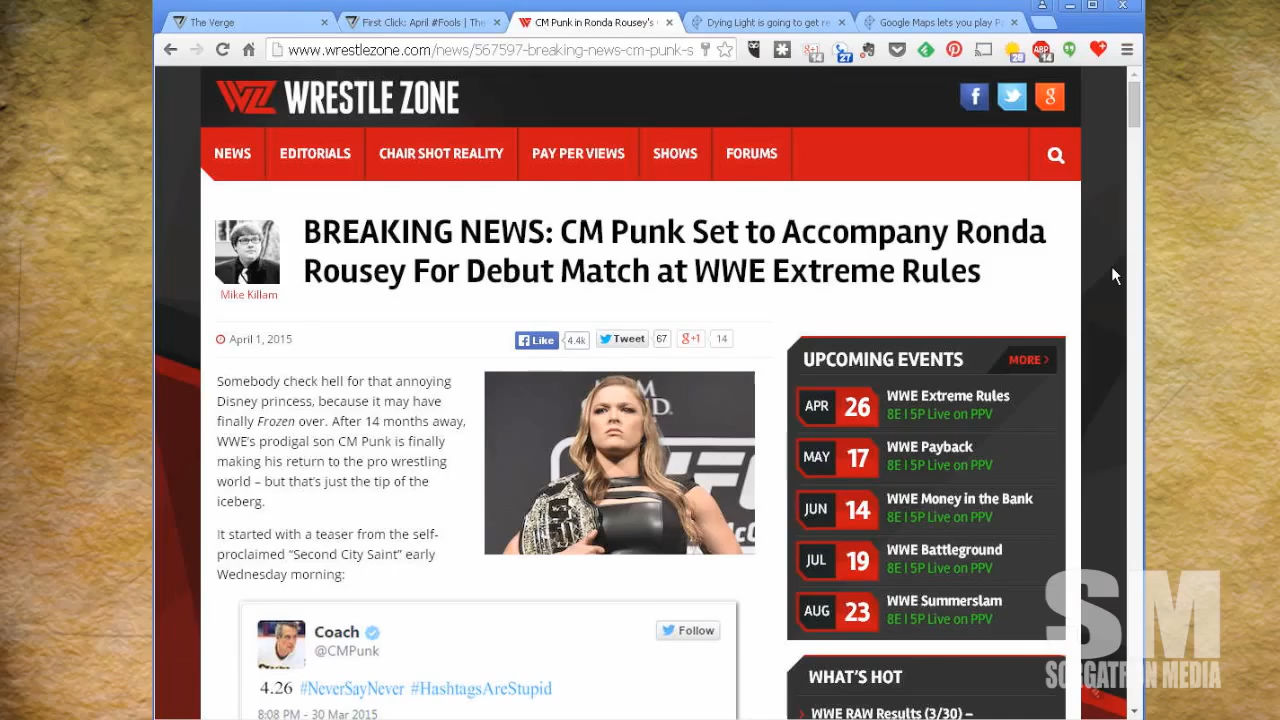 The Verge
First Click: April #Fools | The
CM Punk in Ronda Rousey's
Dying Light is going to get re
Google Maps lets you play P
www.wrestlezone.com/news/567597-breaking-news-cm-punk-s
14
27
28
ABP
14
WZ WRESTLE ZONE
NEWS
EDITORIALS
CHAIR SHOT REALITY
PAY PER VIEWS
SHOWS
FORUMS
BREAKING NEWS: CM Punk Set to Accompany Ronda
Rousey For Debut Match at WWE Extreme Rules
Mike Killam
April 1, 2015
Like
4.4k
Tweet
67
g+1
14
Somebody check hell for that annoying
Disney princess, because it may have
finally Frozen over. After 14 months away,
WWE's prodigal son CM Punk is finally
making his return to the pro wrestling
world – but that's just the tip of the
iceberg.
It started with a teaser from the self-
proclaimed “Second City Saint” early
Wednesday morning:
Coach
@CMPunk
Follow
4.26 #NeverSayNever #HashtagsAreStupid
8:08 PM - 30 Mar 2015
UPCOMING EVENTS
MORE >
APR 26
WWE Extreme Rules
8E | 5P Live on PPV
MAY 17
WWE Payback
8E | 5P Live on PPV
JUN 14
WWE Money in the Bank
8E | 5P Live on PPV
JUL 19
WWE Battleground
8E | 5P Live on PPV
AUG 23
WWE Summerslam
8E | 5P Live on PPV
WHAT'S HOT
WWE RAW Results (3/30) –
SM
SORGATRON MEDIA